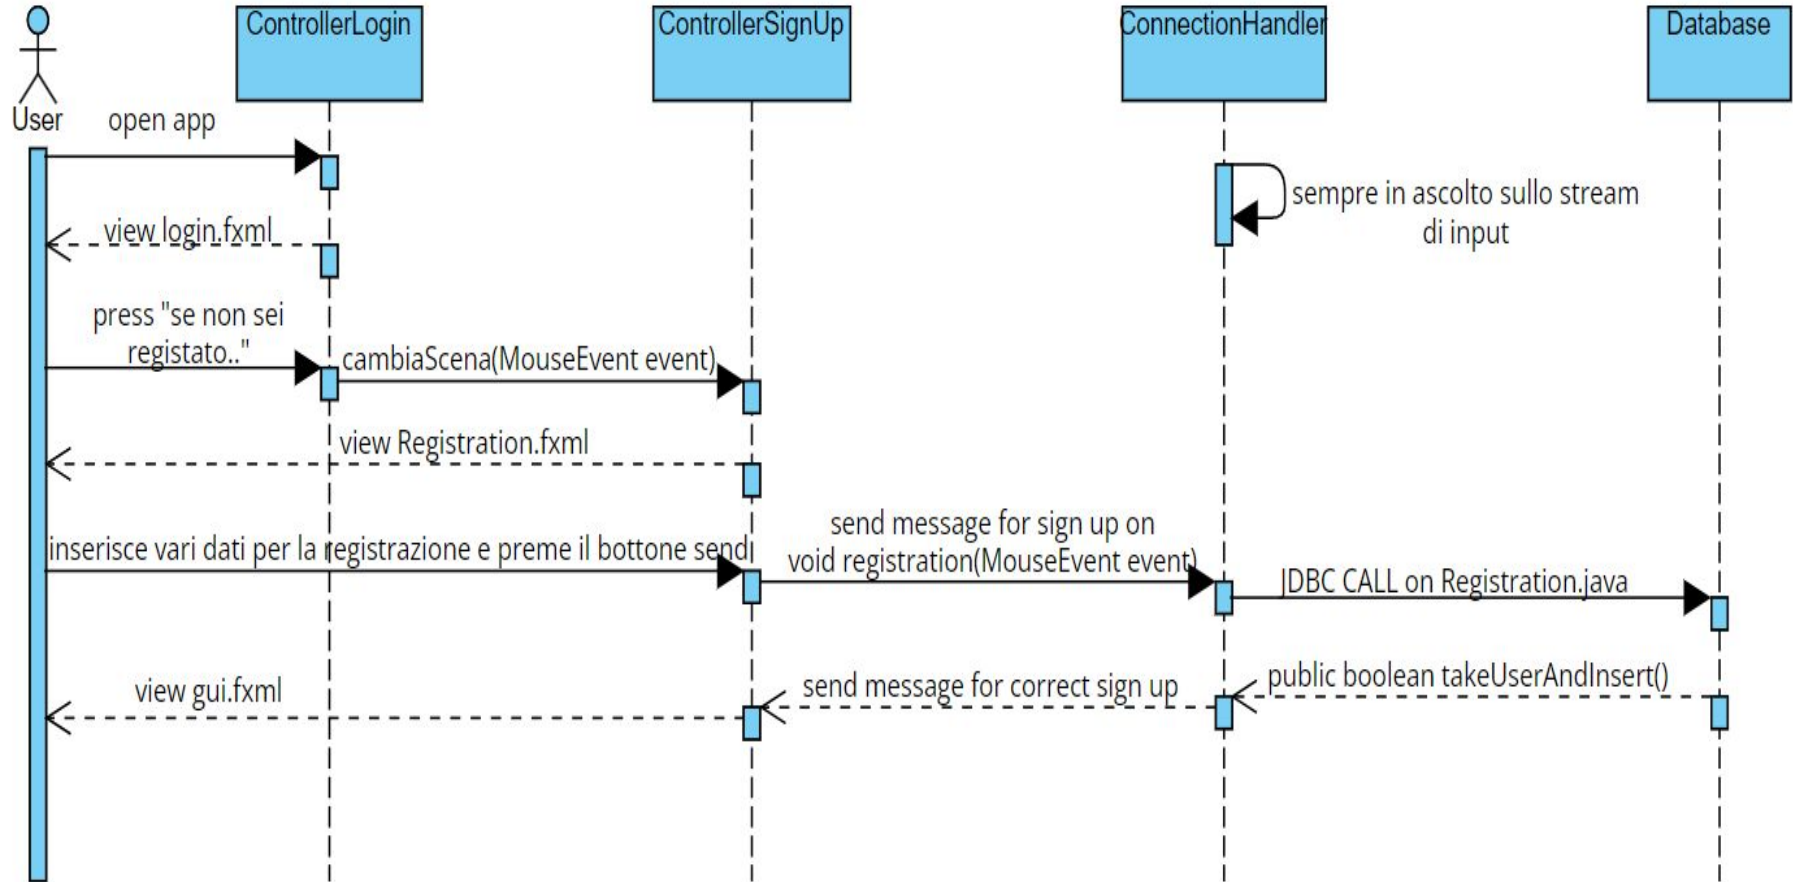 ControllerLogin
ControllerSignUp
ConnectionHandler
Database
User
open app
sempre in ascolto sullo stream
di input
view login.fxml
press "se non sei
registato.."
cambiaScena(MouseEvent event)
view Registration.fxml
send message for sign up on
void registration(MouseEvent event)
inserisce vari dati per la registrazione e preme il bottone send
JDBC CALL on Registration.java
public boolean takeUserAndInsert()
send message for correct sign up
view gui.fxml